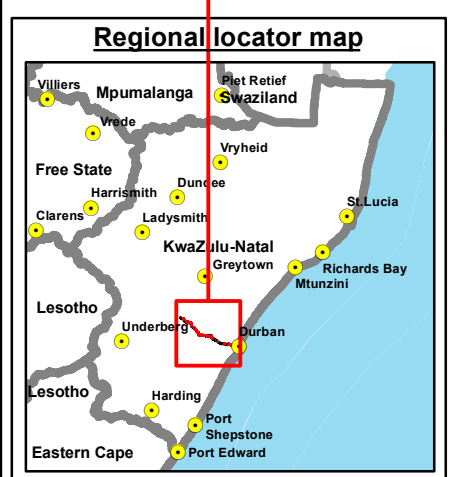 Regional locator map
Villiers
Mpumalanga
Piet Retief
Swaziland
Vrede
Vryheid
Free State
Harrismith
Dundee
St.Lucia
Clarens
Ladysmith
KwaZulu-Natal
Greytown
Richards Bay
Mtunzini
Lesotho
Underberg
Durban
Lesotho
Harding
Port
Shepstone
Eastern Cape
Port Edward